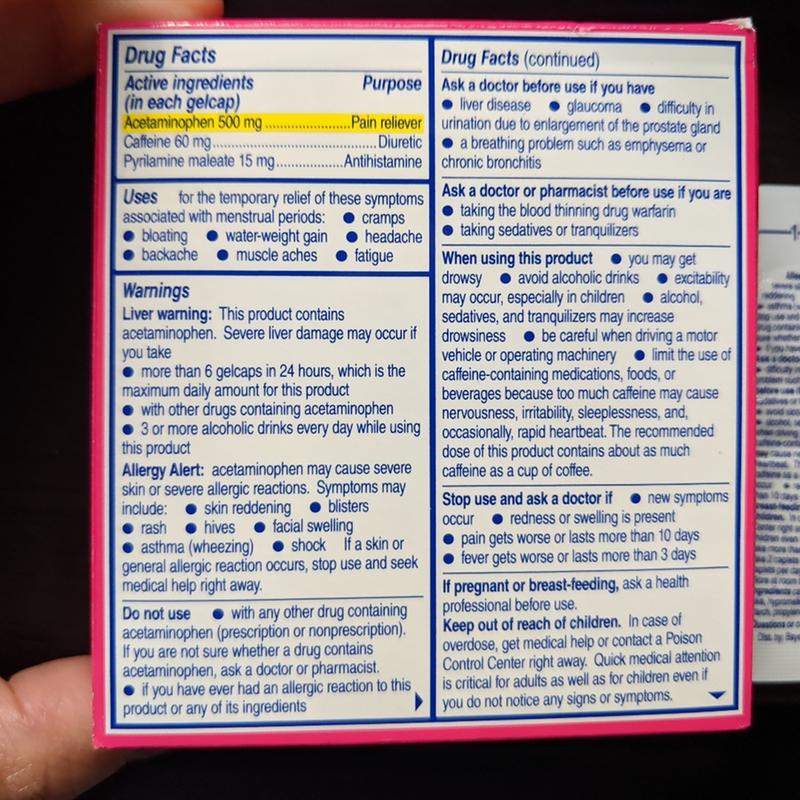 Drug Facts
Active ingredients Purpose
(in each gelcap)
Acetaminophen 500 mg ......................Pain reliever
Caffeine 60 mg..........................................Diuretic
Pyrilamine maleate 15 mg.................Antihistamine
Uses for the temporary relief of these symptoms
associated with menstrual periods: ● cramps
● bloating ● water-weight gain ● headache
● backache ● muscle aches ● fatigue
Warnings
Liver warning: This product contains
acetaminophen. Severe liver damage may occur if
you take
● more than 6 gelcaps in 24 hours, which is the
maximum daily amount for this product
● with other drugs containing acetaminophen
● 3 or more alcoholic drinks every day while using
this product
Allergy Alert: acetaminophen may cause severe
skin or severe allergic reactions. Symptoms may
include: ● skin reddening ● blisters
● rash ● hives ● facial swelling
● asthma (wheezing) ● shock If a skin or
general allergic reaction occurs, stop use and seek
medical help right away.
Do not use ● with any other drug containing
acetaminophen (prescription or nonprescription).
If you are not sure whether a drug contains
acetaminophen, ask a doctor or pharmacist.
● if you have ever had an allergic reaction to this
product or any of its ingredients
Drug Facts (continued)
Ask a doctor before use if you have
● liver disease ● glaucoma ● difficulty in
urination due to enlargement of the prostate gland
● a breathing problem such as emphysema or
chronic bronchitis
Ask a doctor or pharmacist before use if you are
● taking the blood thinning drug warfarin
● taking sedatives or tranquilizers
When using this product ● you may get
drowsy ● avoid alcoholic drinks ● excitability
may occur, especially in children ● alcohol,
sedatives, and tranquilizers may increase
drowsiness ● be careful when driving a motor
vehicle or operating machinery ● limit the use of
caffeine-containing medications, foods, or
beverages because too much caffeine may cause
nervousness, irritability, sleeplessness, and,
occasionally, rapid heartbeat. The recommended
dose of this product contains about as much
caffeine as a cup of coffee.
Stop use and ask a doctor if ● new symptoms
occur ● redness or swelling is present
● pain gets worse or lasts more than 10 days
● fever gets worse or lasts more than 3 days
If pregnant or breast-feeding, ask a health
professional before use.
Keep out of reach of children. In case of
overdose, get medical help or contact a Poison
Control Center right away. Quick medical attention
is critical for adults as well as for children even if
you do not notice any signs or symptoms.